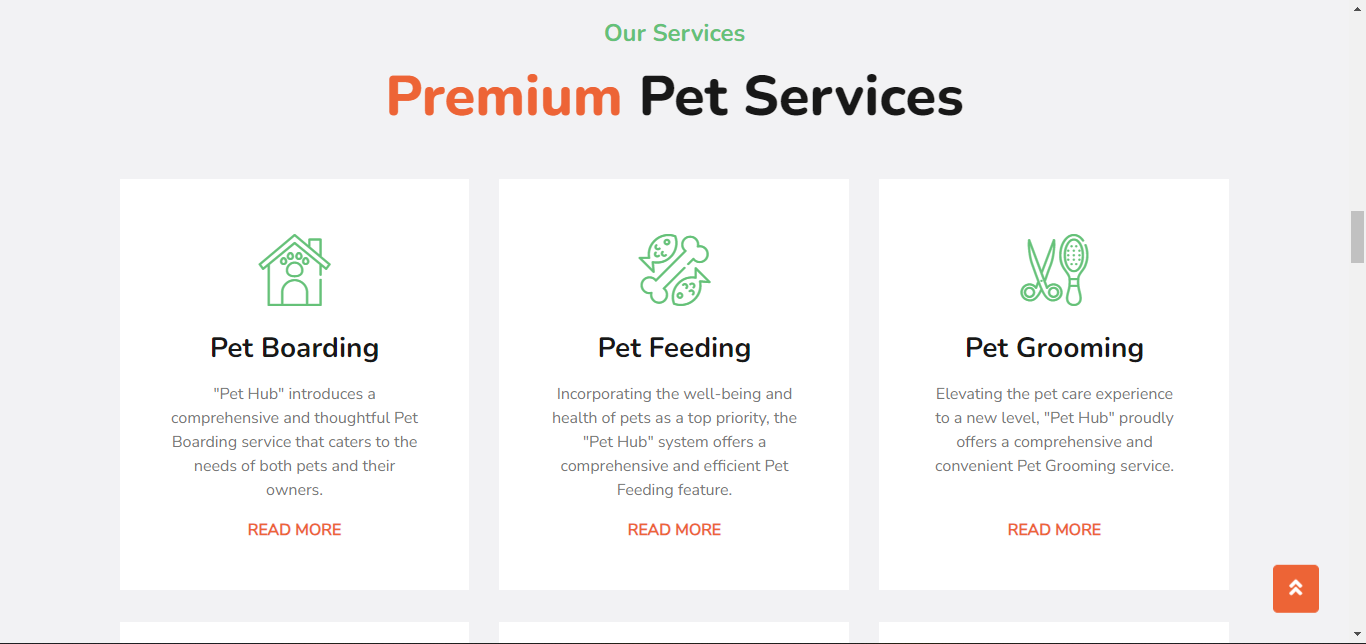 Our Services
Premium Pet Services
Pet Boarding
"Pet Hub" introduces a
comprehensive and thoughtful Pet
Boarding service that caters to the
needs of both pets and their
owners.
READ MORE
Pet Feeding
Incorporating the well-being and
health of pets as a top priority, the
"Pet Hub" system offers a
comprehensive and efficient Pet
Feeding feature.
READ MORE
Pet Grooming
Elevating the pet care experience
to a new level, "Pet Hub" proudly
offers a comprehensive and
convenient Pet Grooming service.
READ MORE